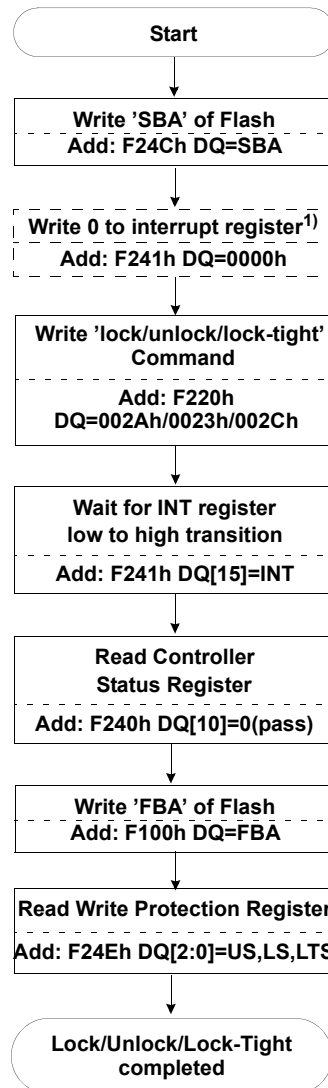 Start
Write ’SBA’ of Flash
Add: F24Ch DQ=SBA
Write 0 to interrupt register1)
Add: F241h DQ=0000h
Write ’lock/unlock/lock-tight’
Command
Add: F220h
DQ=002Ah/0023h/002Ch
Wait for INT register
low to high transition
Add: F241h DQ[15]=INT
Read Controller
Status Register
Add: F240h DQ[10]=0(pass)
Write ’FBA’ of Flash
Add: F100h DQ=FBA
Read Write Protection Register
Add: F24Eh DQ[2:0]=US,LS,LTS
Lock/Unlock/Lock-Tight
completed